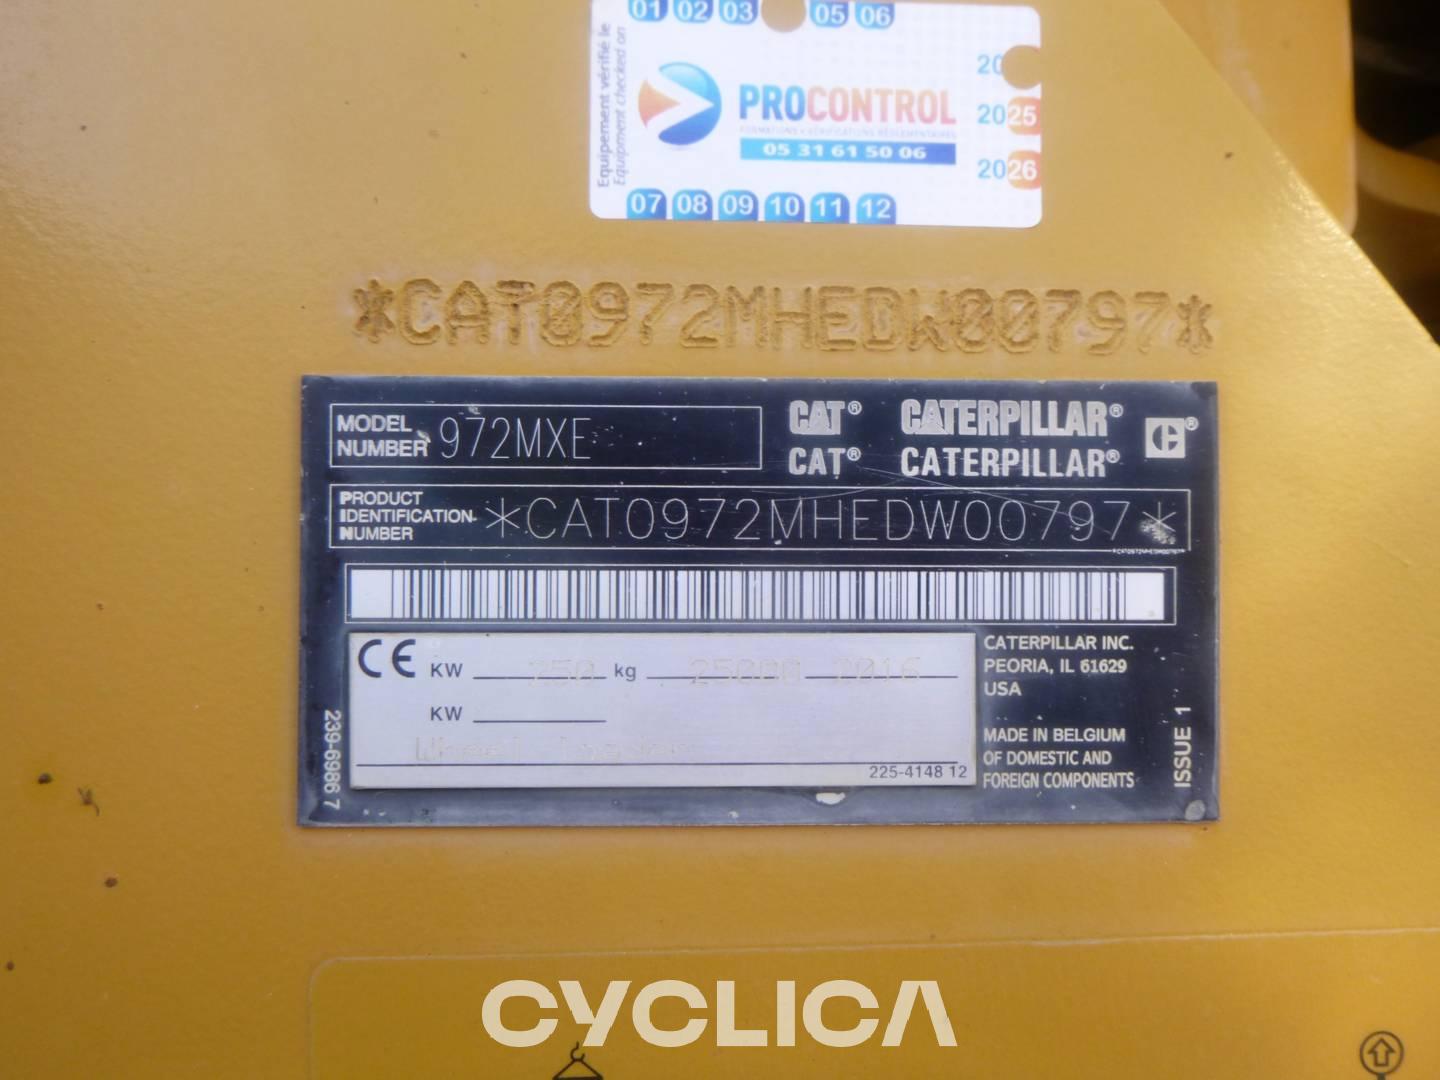 01 02 03 05 06
Equipement vérifié le
Equipment checked on
PROCONTROL
FORMATIONS • VÉRIFICATIONS RÉGLEMENTAIRES
05 31 61 50 06
20
2025
2026
07 08 09 10 11 12
*CAT0972MHEDW00797*
MODEL NUMBER 972MXE
CAT® CATERPILLAR®
CAT® CATERPILLAR®
PRODUCT IDENTIFICATION NUMBER *CAT0972MHEDW00797*
*CAT0972MHEDW00797*
CE KW 250 kg 25000 2016
KW
Wheel loader
225-4148 12
239-6986 7
CATERPILLAR INC.
PEORIA, IL 61629
USA
MADE IN BELGIUM
OF DOMESTIC AND
FOREIGN COMPONENTS
ISSUE 1
CYCLICA